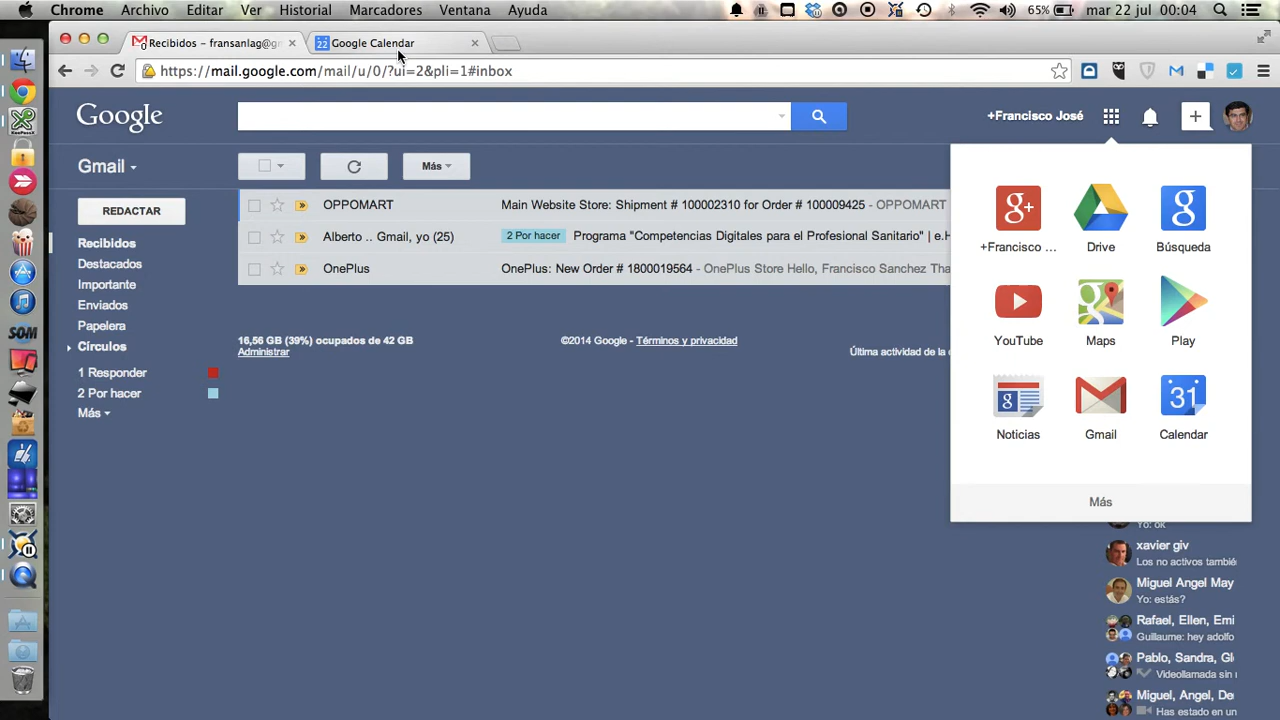 Chrome Archivo Editar Ver Historial Marcadores Ventana Ayuda 65% mar 22 jul 00:04
Recibidos – fransanlag@gm
22 Google Calendar
https://mail.google.com/mail/u/0/?ui=2&pli=1#inbox
Google
+Francisco José
Gmail
Más
REDACTAR
Recibidos
Destacados
Importante
Enviados
Papelera
Círculos
1 Responder
2 Por hacer
Más
OPPOMART Main Website Store: Shipment # 100002310 for Order # 100009425 - OPPOMART
Alberto .. Gmail, yo (25) 2 Por hacer Programa "Competencias Digitales para el Profesional Sanitario" | e.H
OnePlus OnePlus: New Order # 1800019564 - OnePlus Store Hello, Francisco Sanchez Tha
16,56 GB (39%) ocupados de 42 GB
Administrar
©2014 Google - Términos y privacidad
Última actividad de la c
g+
g
+Francisco ... Drive Búsqueda
YouTube Maps Play
g
31
Noticias Gmail Calendar
Más
Yo: ok
xavier giv
Los no activos tambié
Miguel Angel May
Yo: estás?
Rafael, Ellen, Emi
Guillaume: hey adolfo
Pablo, Sandra, G
Videollamada sin
Miguel, Angel, De
Has estado en un
SOM